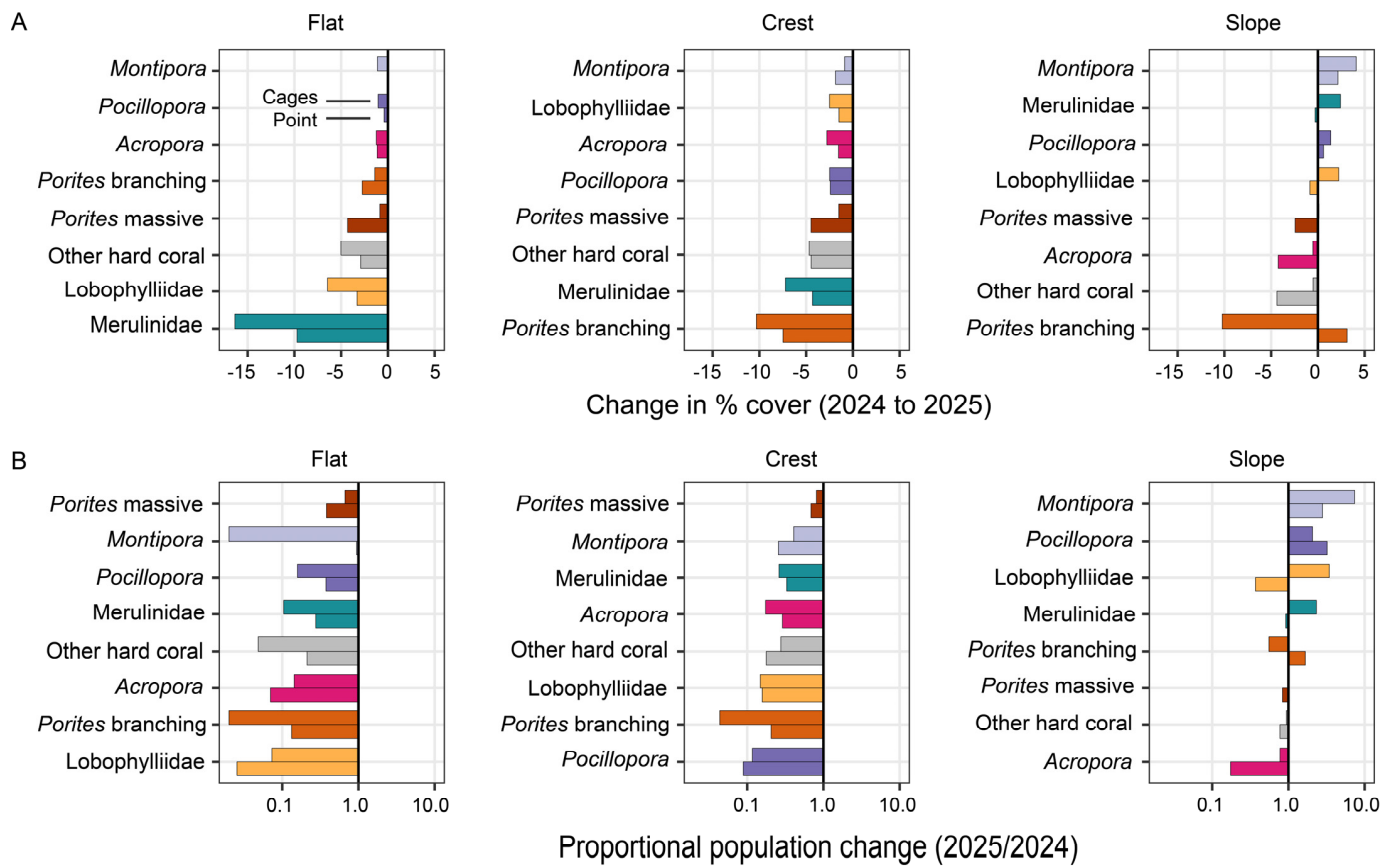 A
Flat
Crest
Slope
Montipora
Pocillopora
Acropora
Porites branching
Porites massive
Other hard coral
Lobophylliidae
Merulinidae
Cages
Point
-15 -10 -5 0 5
Montipora
Lobophylliidae
Acropora
Pocillopora
Porites massive
Other hard coral
Merulinidae
Porites branching
-15 -10 -5 0 5
Montipora
Merulinidae
Pocillopora
Lobophylliidae
Porites massive
Acropora
Other hard coral
Porites branching
-15 -10 -5 0 5
Change in % cover (2024 to 2025)
B
Flat
Crest
Slope
Porites massive
Montipora
Pocillopora
Merulinidae
Other hard coral
Acropora
Porites branching
Lobophylliidae
0.1 1.0 10.0
Porites massive
Montipora
Merulinidae
Acropora
Other hard coral
Lobophylliidae
Porites branching
Pocillopora
0.1 1.0 10.0
Montipora
Pocillopora
Lobophylliidae
Merulinidae
Porites branching
Porites massive
Other hard coral
Acropora
0.1 1.0 10.0
Proportional population change (2025/2024)